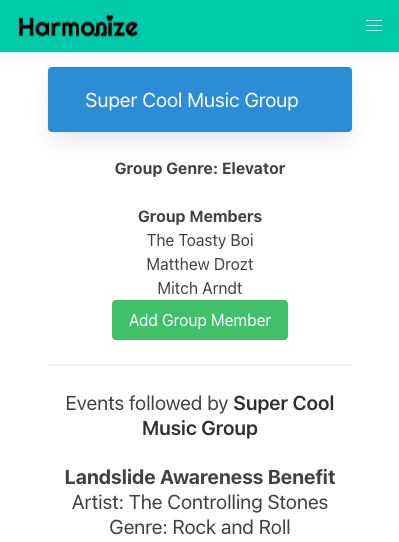 Harmonize
Super Cool Music Group
Group Genre: Elevator
Group Members
The Toasty Boi
Matthew Drozt
Mitch Arndt
Add Group Member
Events followed by Super Cool
Music Group
Landslide Awareness Benefit
Artist: The Controlling Stones
Genre: Rock and Roll